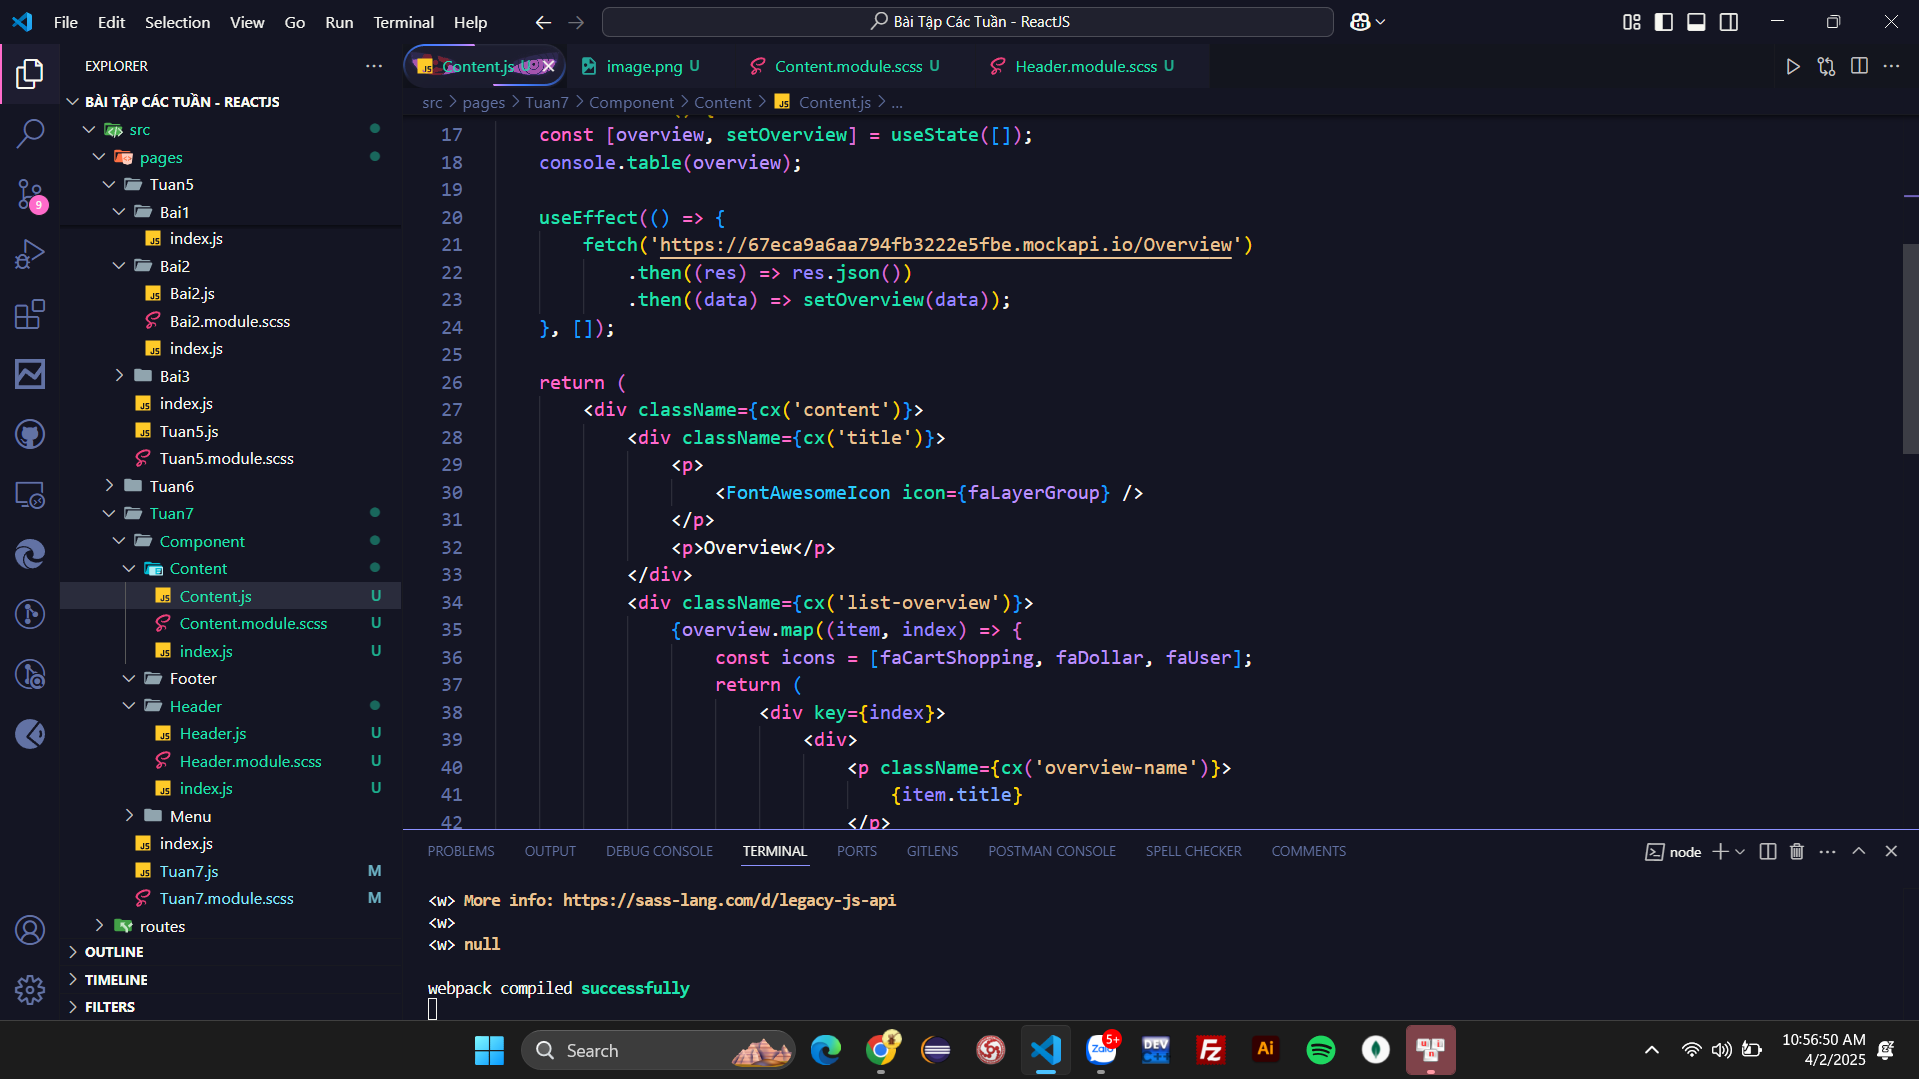 File Edit Selection View Go Run Terminal Help
Bài Tập Các Tuần - ReactJS
EXPLORER
BÀI TẬP CÁC TUẦN - REACTJS
src
pages
Tuan5
Bai1
index.js
Bai2
Bai2.js
Bai2.module.scss
index.js
Bai3
index.js
Tuan5.js
Tuan5.module.scss
Tuan6
Tuan7
Component
Content
Content.js U
Content.module.scss U
index.js U
Footer
Header
Header.js U
Header.module.scss U
index.js U
Menu
index.js
Tuan7.js M
Tuan7.module.scss M
routes
OUTLINE
TIMELINE
FILTERS
9
Content.js U
image.png U
Content.module.scss U
Header.module.scss U
src > pages > Tuan7 > Component > Content > Content.js > ...
17 const [overview, setOverview] = useState([]);
18 console.table(overview);
19
20 useEffect(() => {
21 fetch('https://67eca9a6aa794fb3222e5fbe.mockapi.io/Overview')
22 .then((res) => res.json())
23 .then((data) => setOverview(data));
24 }, []);
25
26 return (
27 <div className={cx('content')}>
28 <div className={cx('title')}>
29 <p>
30 <FontAwesomeIcon icon={faLayerGroup} />
31 </p>
32 <p>Overview</p>
33 </div>
34 <div className={cx('list-overview')}>
35 {overview.map((item, index) => {
36 const icons = [faCartShopping, faDollar, faUser];
37 return (
38 <div key={index}>
39 <div>
40 <p className={cx('overview-name')}>
41 {item.title}
42 </p>
PROBLEMS OUTPUT DEBUG CONSOLE TERMINAL PORTS GITLENS POSTMAN CONSOLE SPELL CHECKER COMMENTS
node
<w> More info: https://sass-lang.com/d/legacy-js-api
<w>
<w> null
webpack compiled successfully
Search
Zalo
5+
DEV
Fz
Ai
10:56:50 AM
4/2/2025